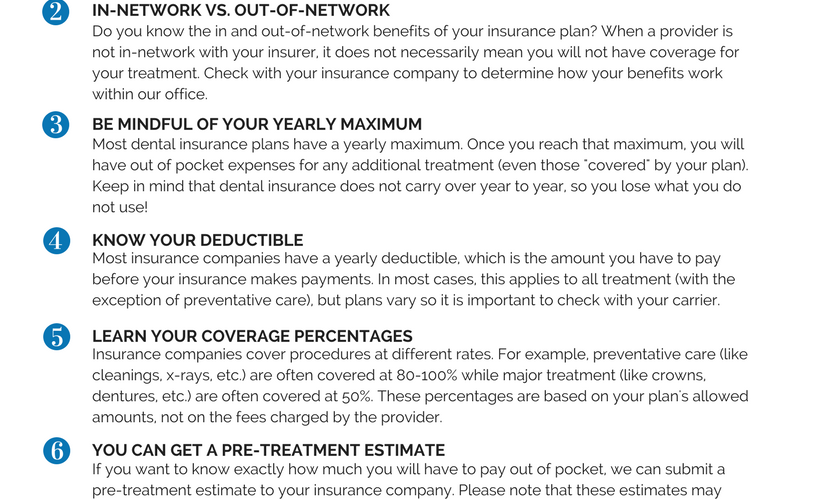 2 IN-NETWORK VS. OUT-OF-NETWORK
Do you know the in and out-of-network benefits of your insurance plan? When a provider is
not in-network with your insurer, it does not necessarily mean you will not have coverage for
your treatment. Check with your insurance company to determine how your benefits work
within our office.
3 BE MINDFUL OF YOUR YEARLY MAXIMUM
Most dental insurance plans have a yearly maximum. Once you reach that maximum, you will
have out of pocket expenses for any additional treatment (even those "covered" by your plan).
Keep in mind that dental insurance does not carry over year to year, so you lose what you do
not use!
4 KNOW YOUR DEDUCTIBLE
Most insurance companies have a yearly deductible, which is the amount you have to pay
before your insurance makes payments. In most cases, this applies to all treatment (with the
exception of preventative care), but plans vary so it is important to check with your carrier.
5 LEARN YOUR COVERAGE PERCENTAGES
Insurance companies cover procedures at different rates. For example, preventative care (like
cleanings, x-rays, etc.) are often covered at 80-100% while major treatment (like crowns,
dentures, etc.) are often covered at 50%. These percentages are based on your plan's allowed
amounts, not on the fees charged by the provider.
6 YOU CAN GET A PRE-TREATMENT ESTIMATE
If you want to know exactly how much you will have to pay out of pocket, we can submit a
pre-treatment estimate to your insurance company. Please note that these estimates may